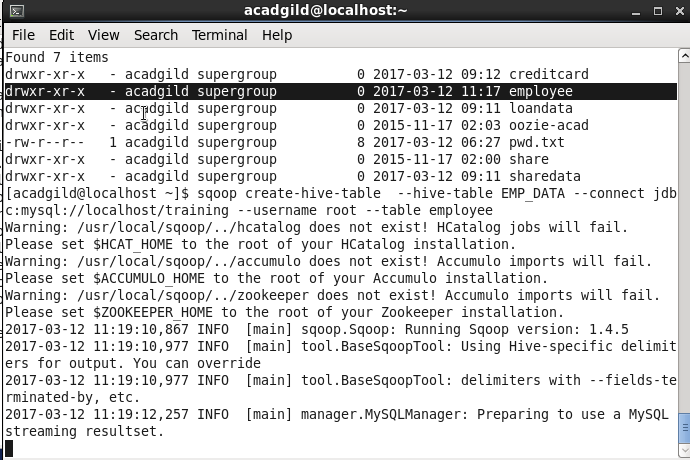 acadgild@localhost:~
File Edit View Search Terminal Help
Found 7 items
drwxr-xr-x   - acadgild supergroup          0 2017-03-12 09:12 creditcard
drwxr-xr-x   - acadgild supergroup          0 2017-03-12 11:17 employee
drwxr-xr-x   - acadgild supergroup          0 2017-03-12 09:11 loandata
drwxr-xr-x   - acadgild supergroup          0 2015-11-17 02:03 oozie-acad
-rw-r--r--   1 acadgild supergroup          8 2017-03-12 06:27 pwd.txt
drwxr-xr-x   - acadgild supergroup          0 2015-11-17 02:00 share
drwxr-xr-x   - acadgild supergroup          0 2017-03-12 09:11 sharedata
[acadgild@localhost ~]$ sqoop create-hive-table  --hive-table EMP_DATA --connect jdb
c:mysql://localhost/training --username root --table employee
Warning: /usr/local/sqoop/../hcatalog does not exist! HCatalog jobs will fail.
Please set $HCAT_HOME to the root of your HCatalog installation.
Warning: /usr/local/sqoop/../accumulo does not exist! Accumulo imports will fail.
Please set $ACCUMULO_HOME to the root of your Accumulo installation.
Warning: /usr/local/sqoop/../zookeeper does not exist! Accumulo imports will fail.
Please set $ZOOKEEPER_HOME to the root of your Zookeeper installation.
2017-03-12 11:19:10,867 INFO  [main] sqoop.Sqoop: Running Sqoop version: 1.4.5
2017-03-12 11:19:10,977 INFO  [main] tool.BaseSqoopTool: Using Hive-specific delimit
ers for output. You can override
2017-03-12 11:19:10,977 INFO  [main] tool.BaseSqoopTool: delimiters with --fields-te
rminated-by, etc.
2017-03-12 11:19:12,257 INFO  [main] manager.MySQLManager: Preparing to use a MySQL
streaming resultset.